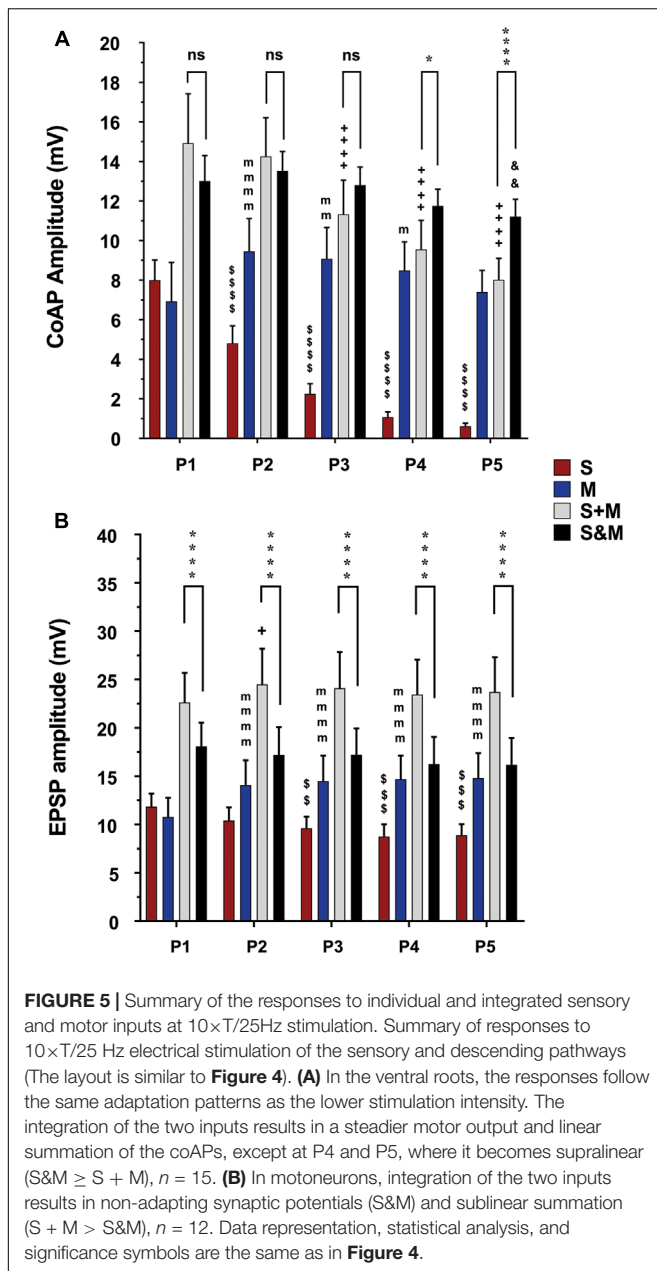 A
CoAP Amplitude (mV)
20
18
16
14
12
10
8
6
4
2
0
ns
ns
ns
*
****
$$$$
mmmm
$$$$
mm
++++
$$$$
m
++++
$$$$
++++
&&
P1 P2 P3 P4 P5
S
M
S+M
S&M
B
EPSP amplitude (mV)
40
35
30
25
20
15
10
5
0
****
****
****
****
****
mmmm
+
$$
mmmm
$$$
mmmm
$$$
mmmm
P1 P2 P3 P4 P5
FIGURE 5 | Summary of the responses to individual and integrated sensory
and motor inputs at 10×T/25Hz stimulation. Summary of responses to
10×T/25 Hz electrical stimulation of the sensory and descending pathways
(The layout is similar to Figure 4). (A) In the ventral roots, the responses follow
the same adaptation patterns as the lower stimulation intensity. The
integration of the two inputs results in a steadier motor output and linear
summation of the coAPs, except at P4 and P5, where it becomes supralinear
(S&M ≥ S + M), n = 15. (B) In motoneurons, integration of the two inputs
results in non-adapting synaptic potentials (S&M) and sublinear summation
(S + M > S&M), n = 12. Data representation, statistical analysis, and
significance symbols are the same as in Figure 4.